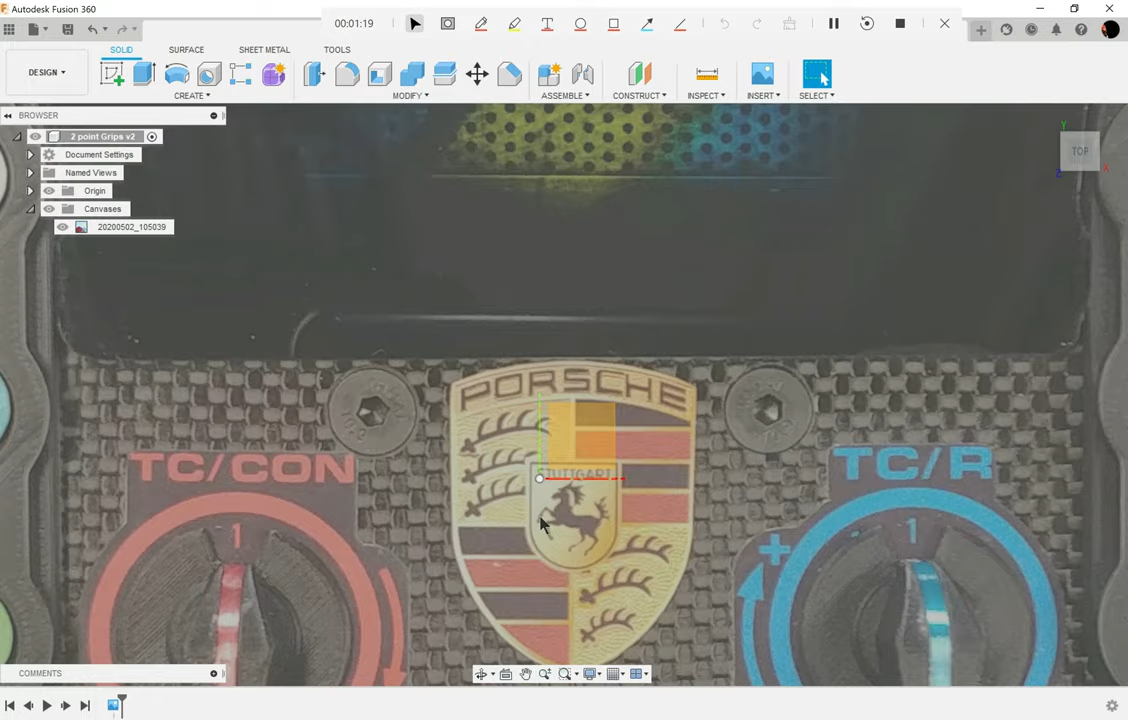 Autodesk Fusion 360
00:01:19
SOLID SURFACE SHEET METAL TOOLS
DESIGN
CREATE MODIFY ASSEMBLE CONSTRUCT INSPECT INSERT SELECT
BROWSER
2 point Grips v2
Document Settings
Named Views
Origin
Canvases
20200502_105039
Y
TOP
X
Z
PORSCHE
TC/CON
TC/R
1
1
+
COMMENTS